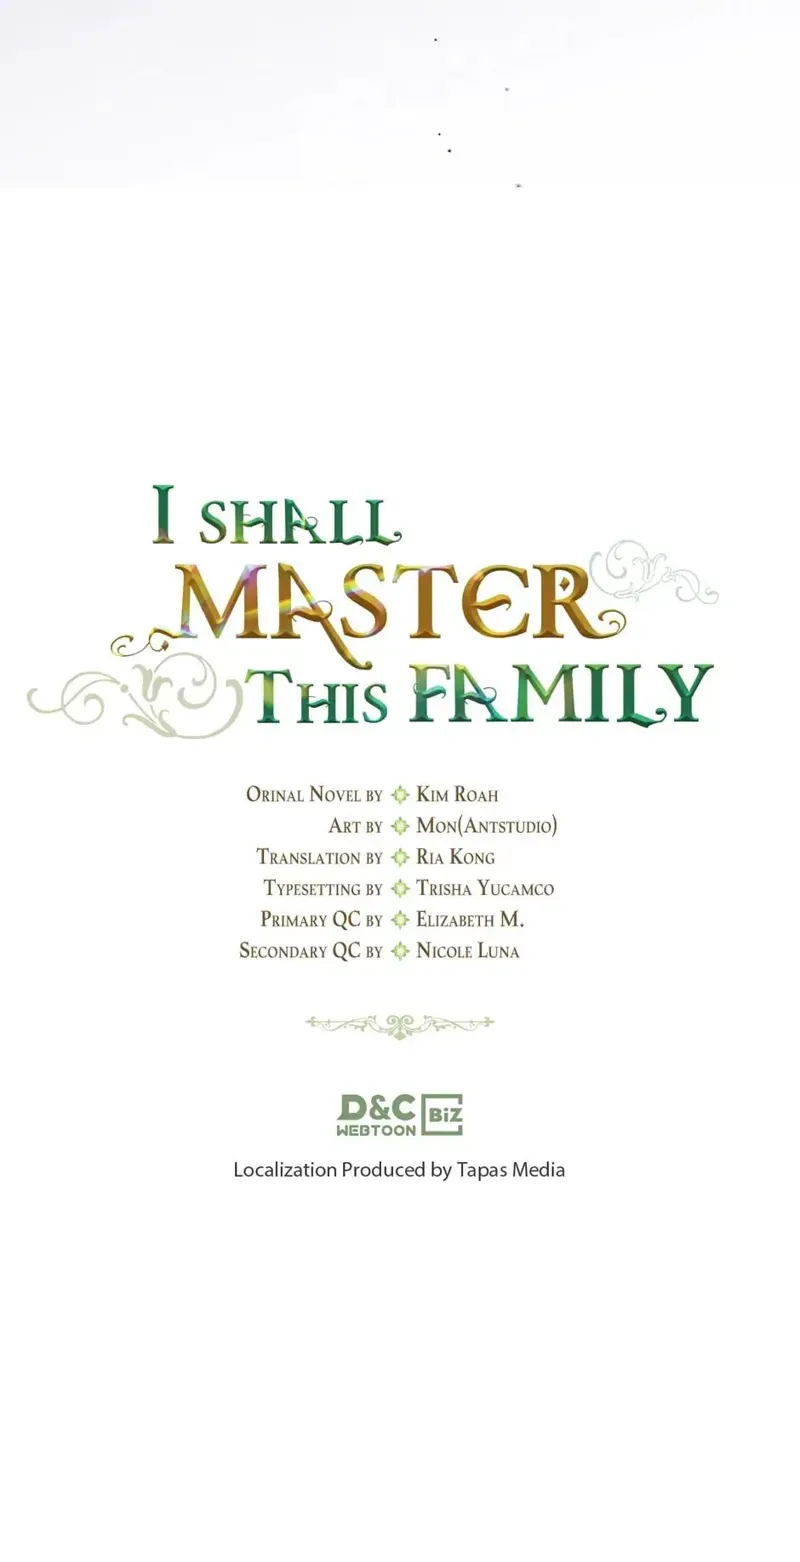 I SHALL
MASTER
THIS FAMILY
ORINAL NOVEL BY KIM ROAH
ART BY MON(ANTSTUDIO)
TRANSLATION BY RIA KONG
TYPESETTING BY TRISHA YUCAMCO
PRIMARY QC BY ELIZABETH M.
SECONDARY QC BY NICOLE LUNA
D&C
WEBTOON BiZ
Localization Produced by Tapas Media